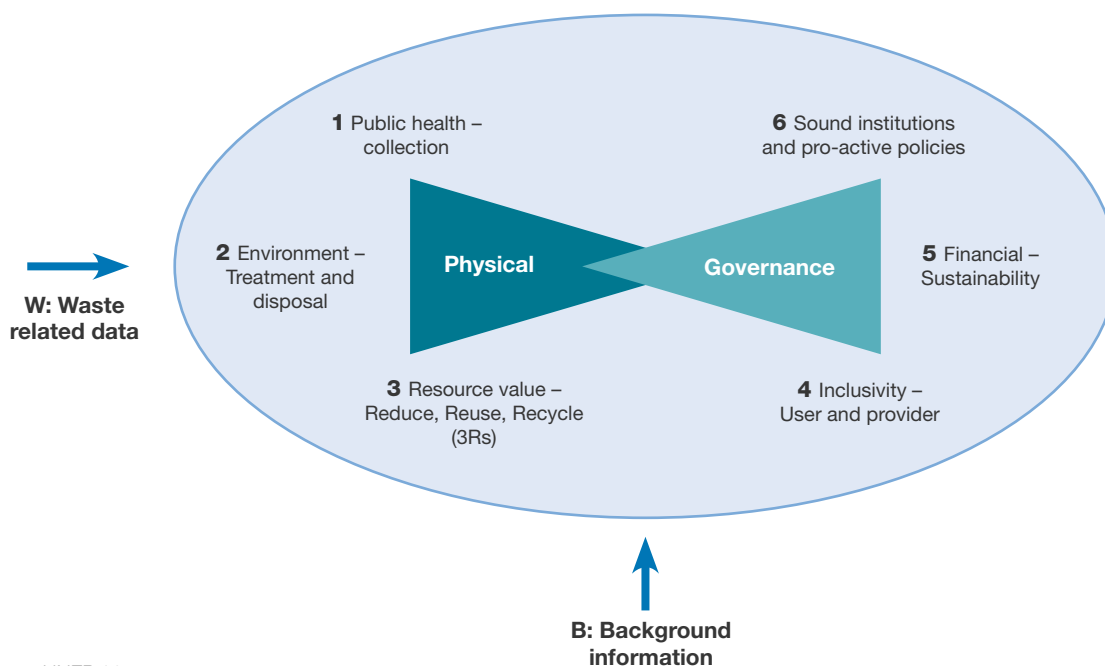 1 Public health –
collection
6 Sound institutions
and pro-active policies
2 Environment –
Treatment and
disposal
Physical
Governance
5 Financial –
Sustainability
W: Waste
related data
3 Resource value –
Reduce, Reuse, Recycle
(3Rs)
4 Inclusivity –
User and provider
B: Background
information